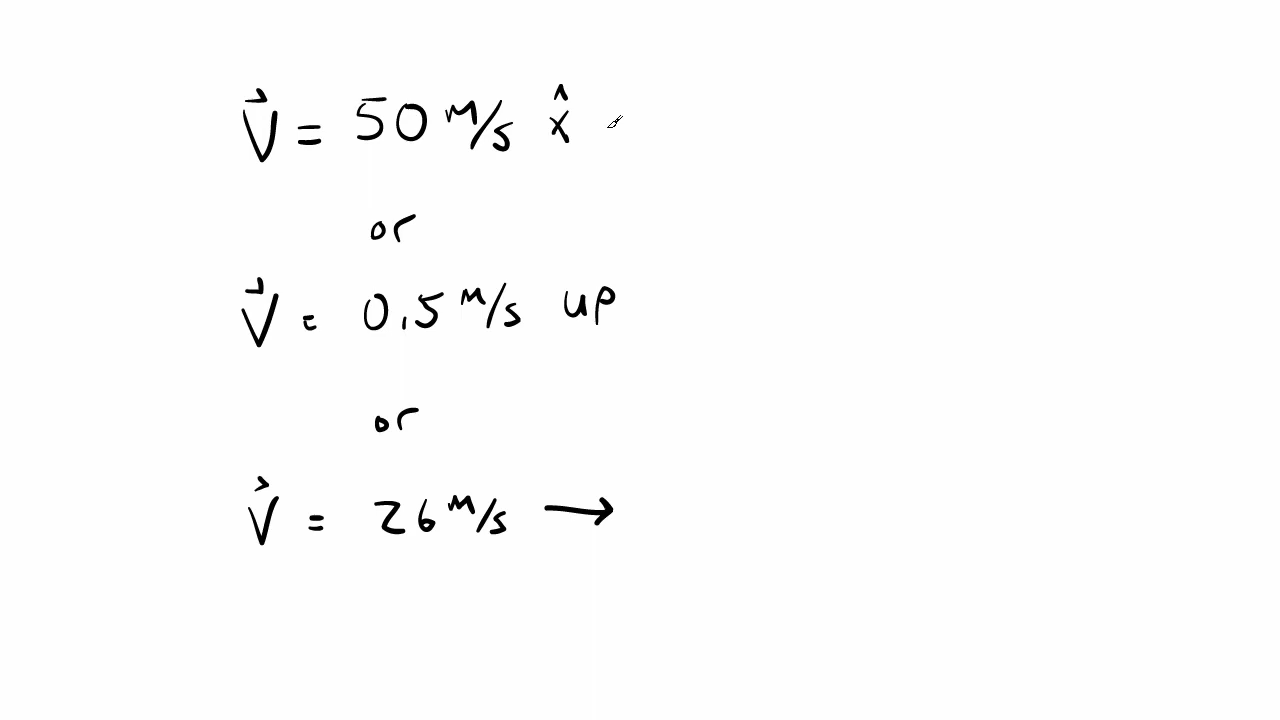 V⃗ = 50 m/s x̂
or
V⃗ = 0.5 m/s up
or
V⃗ = 26 m/s →